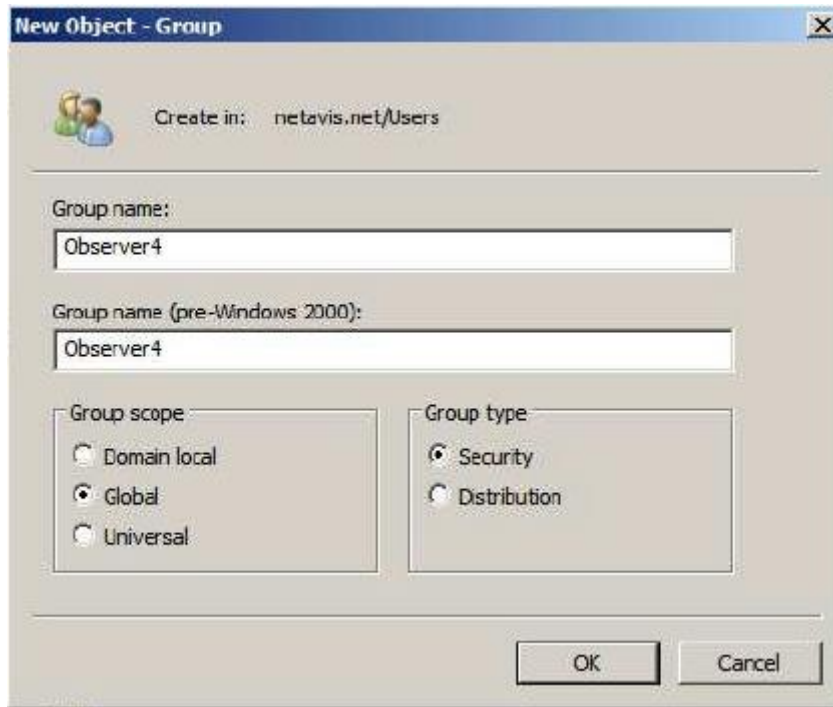 New Object - Group
Create in: netavis.net/Users
Group name:
Observer4
Group name (pre-Windows 2000):
Observer4
Group scope
Domain local
Global
Universal
Group type
Security
Distribution
OK
Cancel